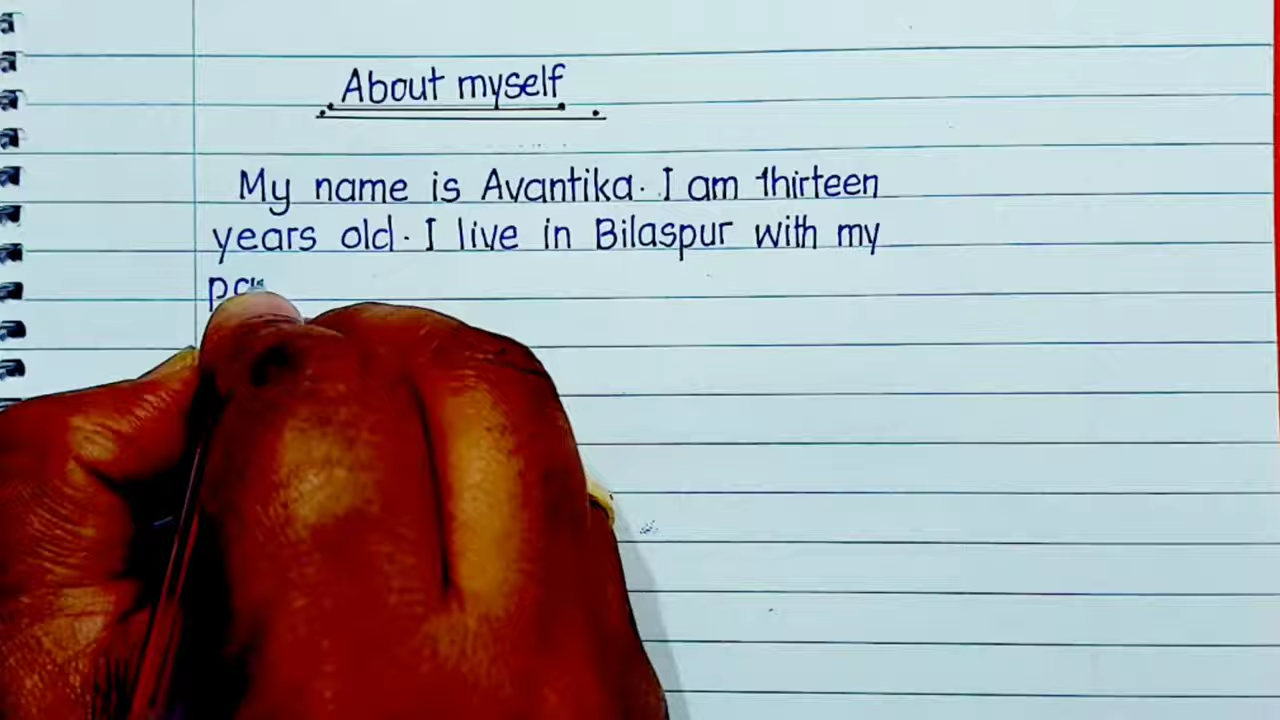 About myself
My name is Avantika. I am thirteen
years old. I live in Bilaspur with my